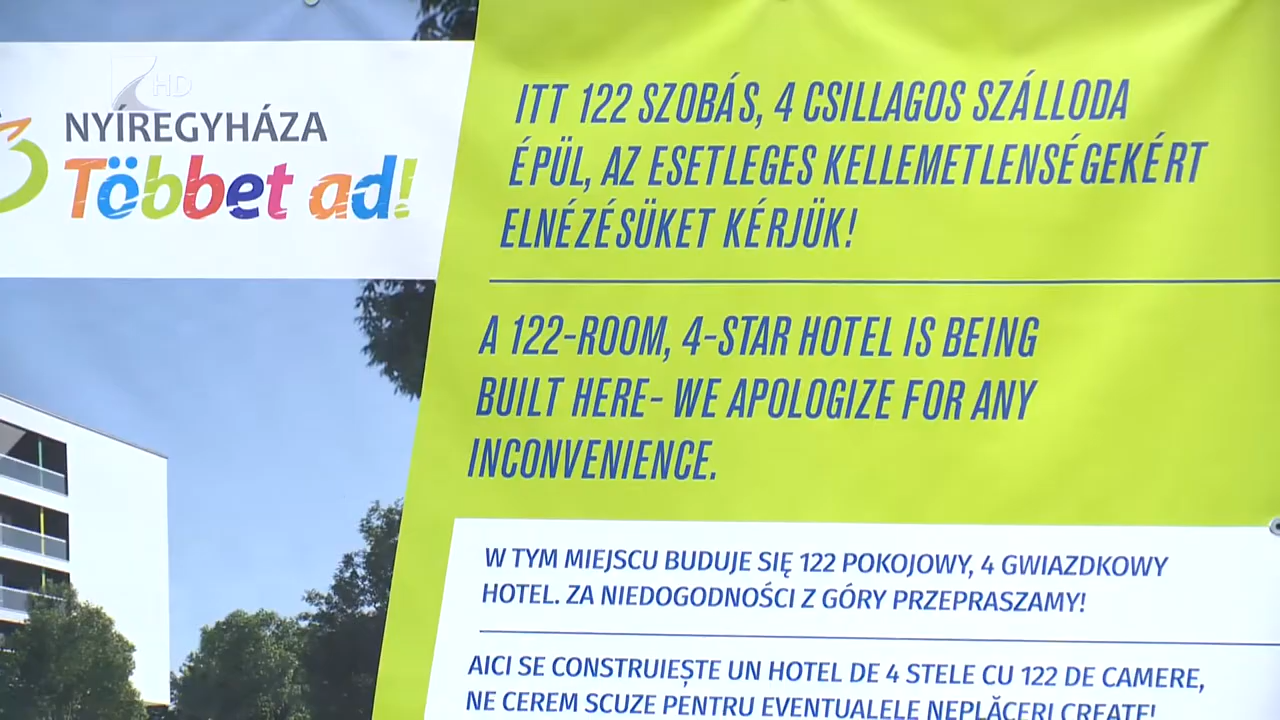 HD
NYÍREGYHÁZA
Többet ad!
ITT 122 SZOBÁS, 4 CSILLAGOS SZÁLLODA
ÉPÜL, AZ ESETLEGES KELLEMETLENSÉGEKÉRT
ELNÉZÉSÜKET KÉRJÜK!
A 122-ROOM, 4-STAR HOTEL IS BEING
BUILT HERE- WE APOLOGIZE FOR ANY
INCONVENIENCE.
W TYM MIEJSCU BUDUJE SIĘ 122 POKOJOWY, 4 GWIAZDKOWY
HOTEL. ZA NIEDOGODNOŚCI Z GÓRY PRZEPRASZAMY!
AICI SE CONSTRUIEȘTE UN HOTEL DE 4 STELE CU 122 DE CAMERE,
NE CEREM SCUZE PENTRU EVENTUALELE NEPLĂCERI CREATE!